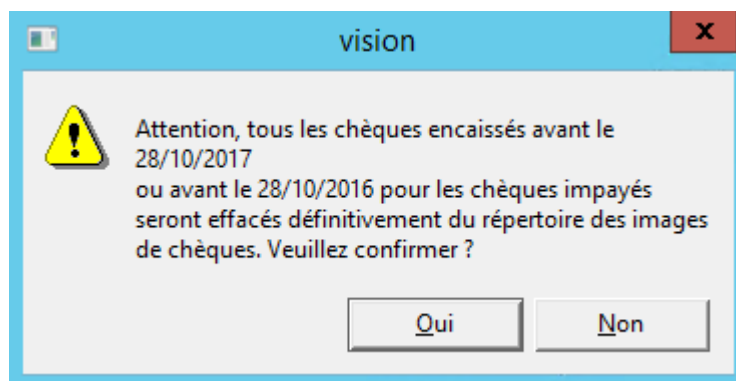 vision
x
Attention, tous les chèques encaissés avant le
28/10/2017
ou avant le 28/10/2016 pour les chèques impayés
seront effacés définitivement du répertoire des images
de chèques. Veuillez confirmer ?
Oui Non